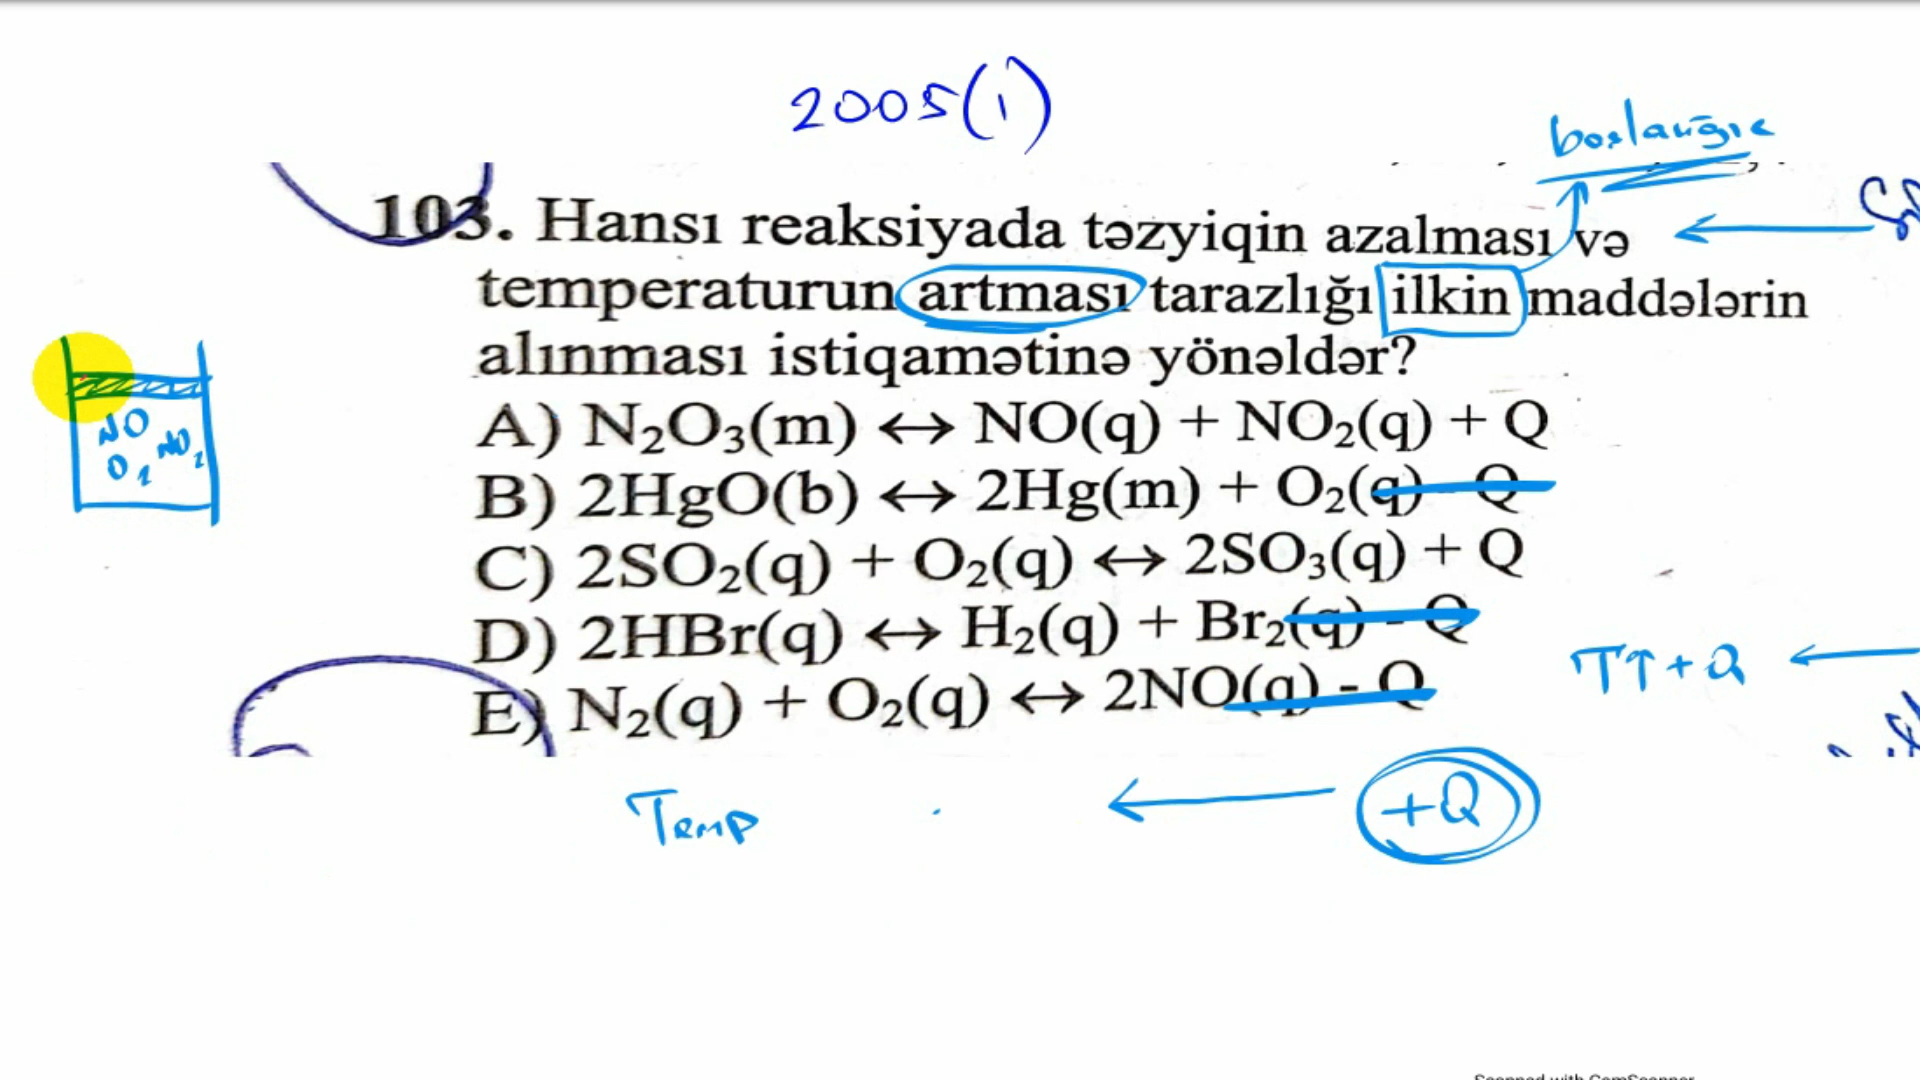 2005(1)
başlanğıc
103. Hansı reaksiyada təzyiqin azalması və
temperaturun artması tarazlığı ilkin maddələrin
alınması istiqamətinə yönəldər?
A) N₂O₃(m) ↔ NO(q) + NO₂(q) + Q
B) 2HgO(b) ↔ 2Hg(m) + O₂(q) - Q
C) 2SO₂(q) + O₂(q) ↔ 2SO₃(q) + Q
D) 2HBr(q) ↔ H₂(q) + Br₂(q) - Q
E) N₂(q) + O₂(q) ↔ 2NO(q) - Q
NO
O₂ NO₂
T↑+Q ←
Temp ← +Q